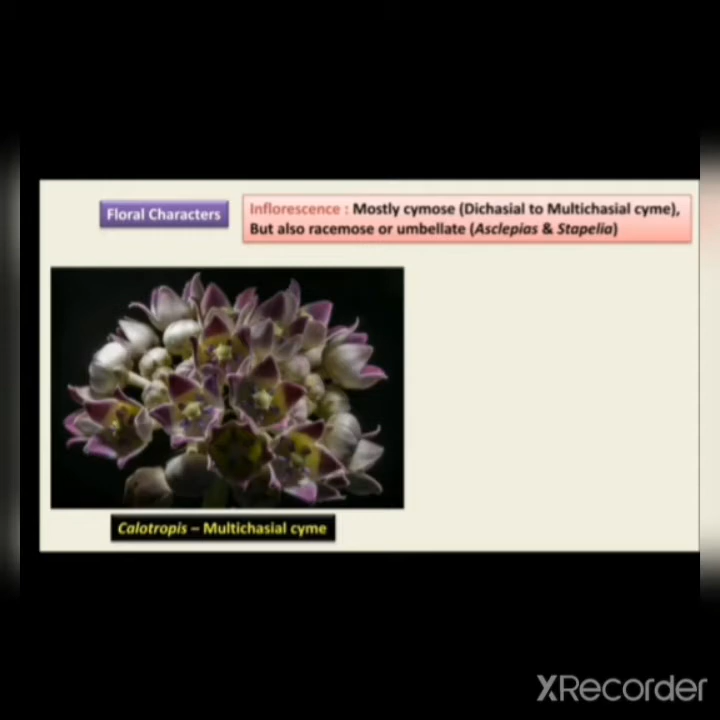 Floral Characters
Inflorescence : Mostly cymose (Dichasial to Multichasial cyme),
But also racemose or umbellate (Asclepias & Stapelia)
Calotropis – Multichasial cyme
XRecorder